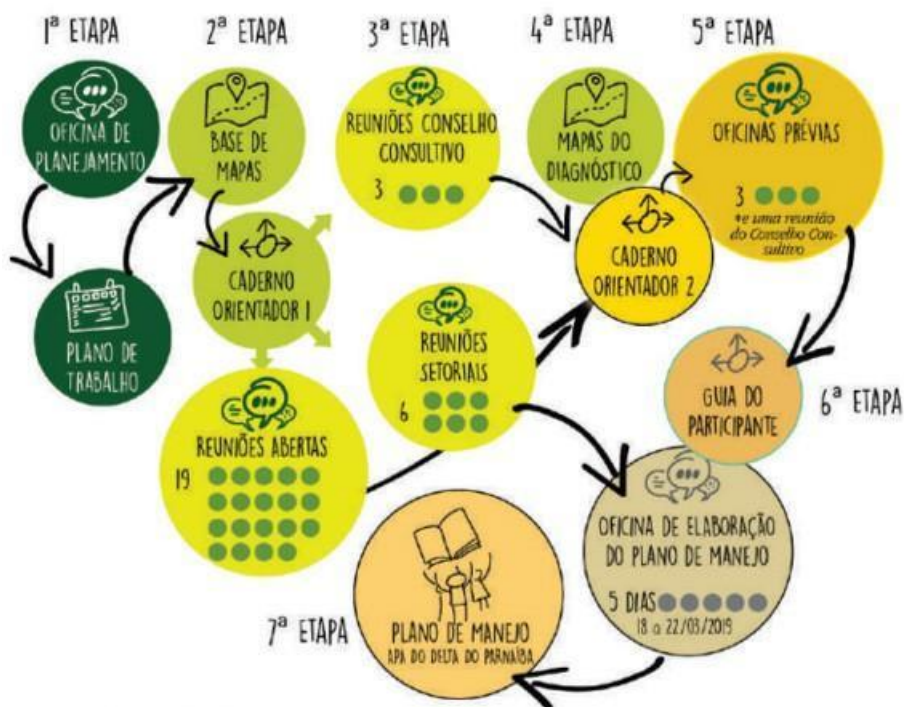 1ª ETAPA
2ª ETAPA
3ª ETAPA
4ª ETAPA
5ª ETAPA
OFICINA DE
PLANEJAMENTO
BASE DE
MAPAS
REUNIÕES CONSELHO
CONSULTIVO
3
MAPAS DO
DIAGNÓSTICO
OFICINAS PRÉVIAS
3
*e uma reunião
do Conselho Con-
sultivo
PLANO DE
TRABALHO
CADERNO
ORIENTADOR 1
CADERNO
ORIENTADOR 2
REUNIÕES
SETORIAIS
6
GUIA DO
PARTICIPANTE
6ª ETAPA
REUNIÕES ABERTAS
19
OFICINA DE ELABORAÇÃO
DO PLANO DE MANEJO
5 DIAS
18 a 22/03/2019
7ª ETAPA
PLANO DE MANEJO
APA DO DELTA DO PARNAÍBA